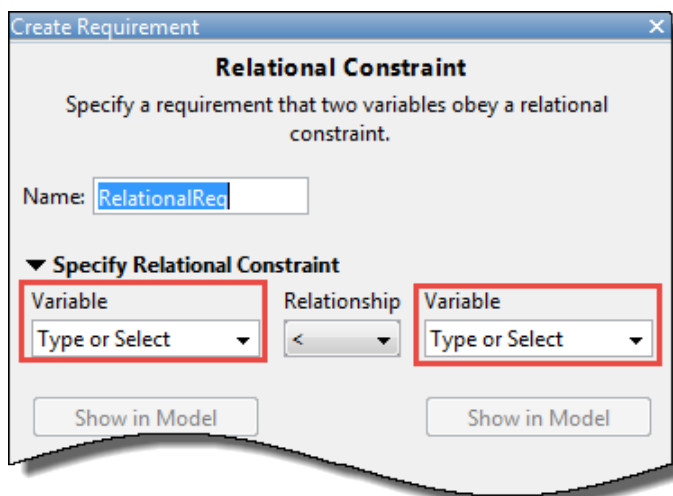 Create Requirement
Relational Constraint
Specify a requirement that two variables obey a relational
constraint.
Name: RelationalReq
Specify Relational Constraint
Variable Relationship Variable
Type or Select < Type or Select
Show in Model Show in Model